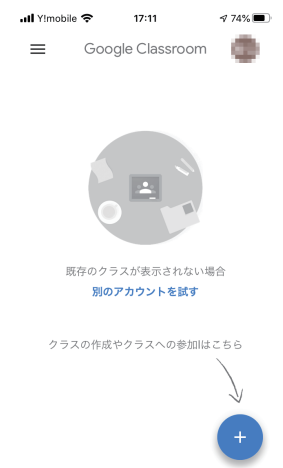 Y!mobile 17:11 74%
Google Classroom
既存のクラスが表示されない場合
別のアカウントを試す
クラスの作成やクラスへの参加はこちら